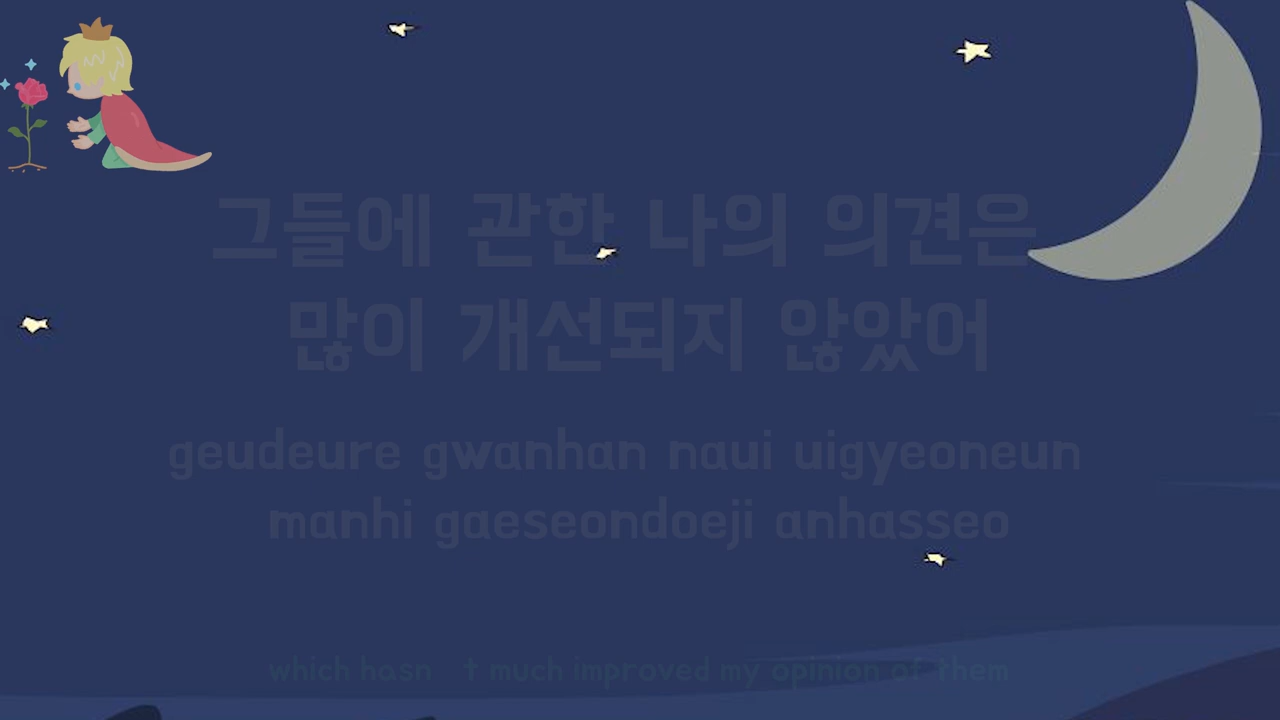 그들에 관한 나의 의견은
많이 개선되지 않았어
geudeure gwanhan naui uigyeoneun
manhi gaeseondoeji anhasseo
which hasn t much improved my opinion of them